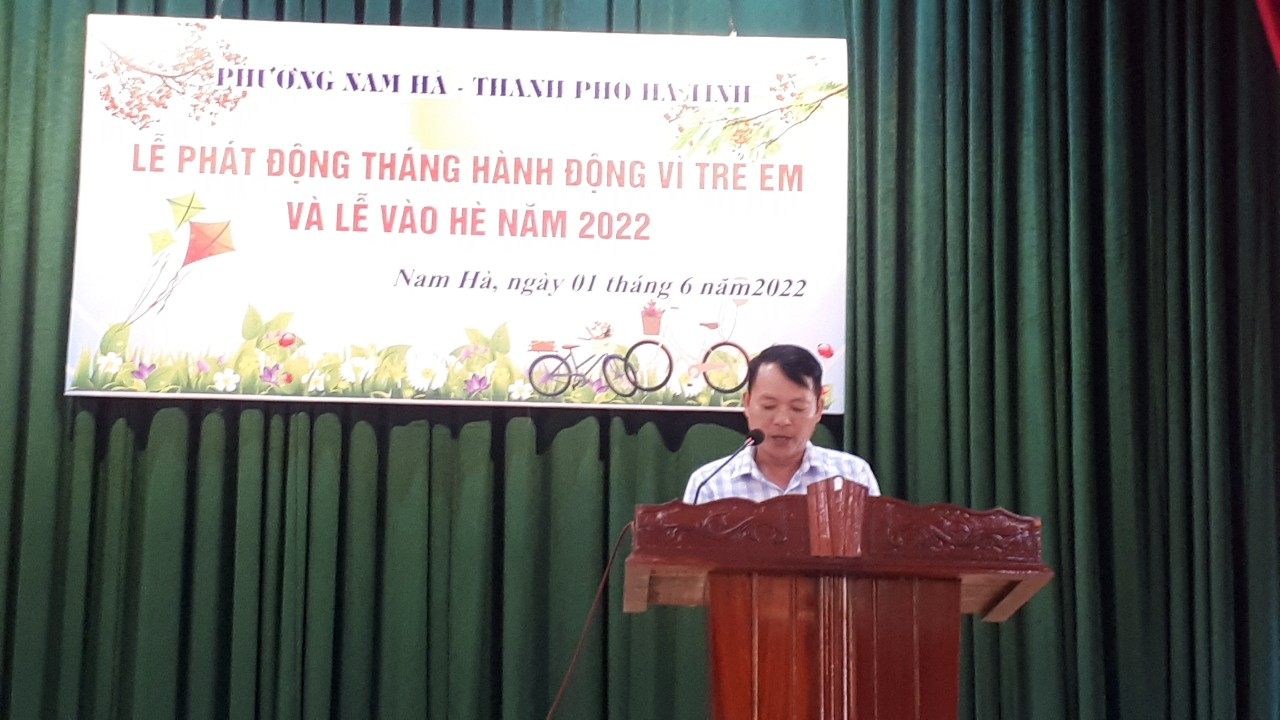 PHƯỜNG NAM HÀ - THÀNH PHỐ HÀ TĨNH
LỄ PHÁT ĐỘNG THÁNG HÀNH ĐỘNG VÌ TRẺ EM
VÀ LỄ VÀO HÈ NĂM 2022
Nam Hà, ngày 01 tháng 6 năm2022